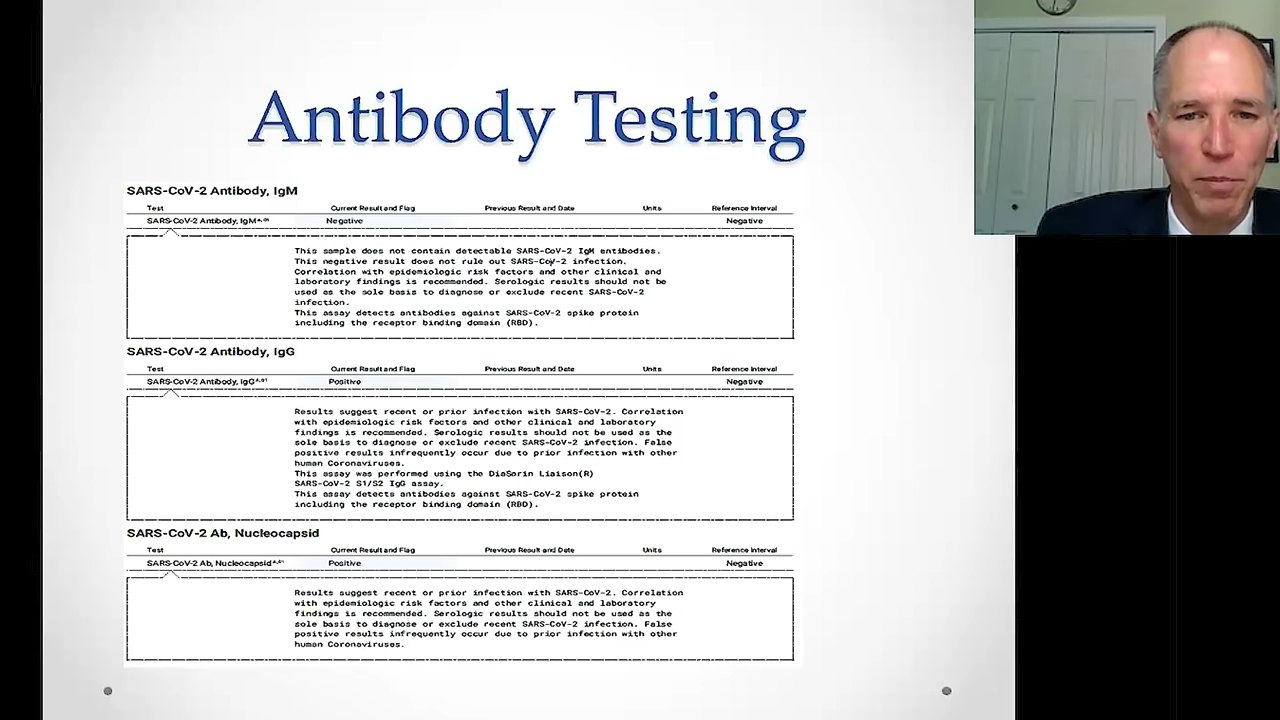 Antibody Testing
SARS-CoV-2 Antibody, IgM
Test Current Result and Flag Previous Result and Date Units Reference Interval
SARS-CoV-2 Antibody, IgM Negative Negative
This sample does not contain detectable SARS-CoV-2 IgM antibodies.
This negative result does not rule out SARS-CoV-2 infection.
Correlation with epidemiologic risk factors and other clinical and
laboratory findings is recommended. Serologic results should not be
used as the sole basis to diagnose or exclude recent SARS-CoV-2
infection.
This assay detects antibodies against SARS-CoV-2 spike protein
including the receptor binding domain (RBD).
SARS-CoV-2 Antibody, IgG
Test Current Result and Flag Previous Result and Date Units Reference Interval
SARS-CoV-2 Antibody, IgG Positive Negative
Results suggest recent or prior infection with SARS-CoV-2. Correlation
with epidemiologic risk factors and other clinical and laboratory
findings is recommended. Serologic results should not be used as the
sole basis to diagnose or exclude recent SARS-CoV-2 infection. False
positive results infrequently occur due to prior infection with other
human Coronaviruses.
This assay was performed using the DiaSorin Liaison(R)
SARS-CoV-2 S1/S2 IgG assay.
This assay detects antibodies against SARS-CoV-2 spike protein
including the receptor binding domain (RBD).
SARS-CoV-2 Ab, Nucleocapsid
Test Current Result and Flag Previous Result and Date Units Reference Interval
SARS-CoV-2 Ab, Nucleocapsid Positive Negative
Results suggest recent or prior infection with SARS-CoV-2. Correlation
with epidemiologic risk factors and other clinical and laboratory
findings is recommended. Serologic results should not be used as the
sole basis to diagnose or exclude recent SARS-CoV-2 infection. False
positive results infrequently occur due to prior infection with other
human Coronaviruses.